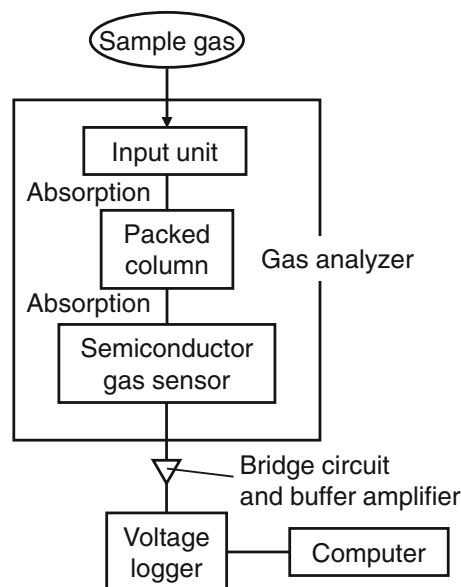 Sample gas
Input unit
Absorption
Packed
column
Gas analyzer
Absorption
Semiconductor
gas sensor
Bridge circuit
and buffer amplifier
Voltage
logger
Computer